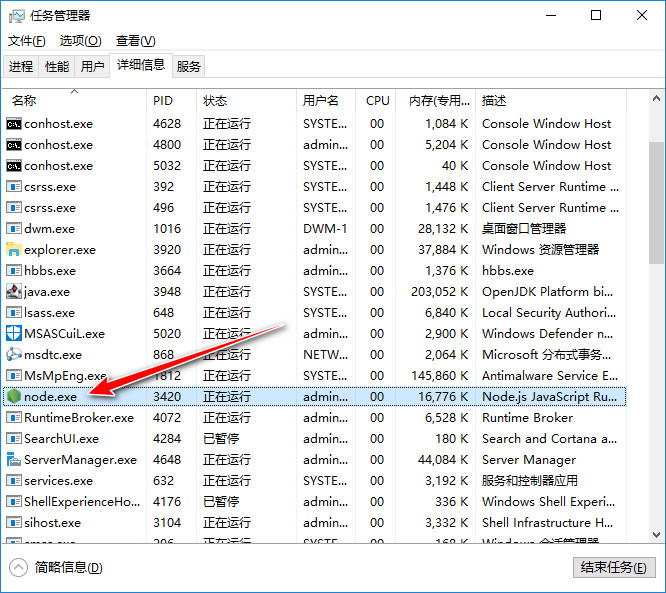 任务管理器
文件(F) 选项(O) 查看(V)
进程 性能 用户 详细信息 服务
名称 PID 状态 用户名 CPU 内存(专用... 描述
conhost.exe 4628 正在运行 SYSTE... 00 1,084 K Console Window Host
conhost.exe 4800 正在运行 admin... 00 5,204 K Console Window Host
conhost.exe 5032 正在运行 SYSTE... 00 40 K Console Window Host
csrss.exe 392 正在运行 SYSTE... 00 1,448 K Client Server Runtime ...
csrss.exe 496 正在运行 SYSTE... 00 1,476 K Client Server Runtime ...
dwm.exe 1016 正在运行 DWM-1 00 28,132 K 桌面窗口管理器
explorer.exe 3920 正在运行 admin... 00 37,884 K Windows 资源管理器
hbbs.exe 3664 正在运行 admin... 00 1,376 K hbbs.exe
java.exe 3948 正在运行 SYSTE... 00 203,052 K OpenJDK Platform bi...
lsass.exe 648 正在运行 SYSTE... 00 6,840 K Local Security Authori...
MSASCuiL.exe 5020 正在运行 admin... 00 2,900 K Windows Defender n...
msdtc.exe 868 正在运行 NETW... 00 2,064 K Microsoft 分布式事务...
MsMpEng.exe 1812 正在运行 SYSTE... 00 145,860 K Antimalware Service E...
node.exe 3420 正在运行 admin... 00 16,776 K Node.js JavaScript Ru...
RuntimeBroker.exe 4072 正在运行 admin... 00 6,528 K Runtime Broker
SearchUI.exe 4284 已暂停 admin... 00 180 K Search and Cortana a...
ServerManager.exe 4648 正在运行 admin... 00 44,084 K Server Manager
services.exe 632 正在运行 SYSTE... 00 3,192 K 服务和控制器应用
ShellExperienceHo... 4176 已暂停 admin... 00 336 K Windows Shell Experi...
sihost.exe 3104 正在运行 admin... 00 3,332 K Shell Infrastructure H...
smss.exe 296 正在运行 SYSTE... 00 168 K Windows 会话管理器
简略信息(D) 结束任务(E)